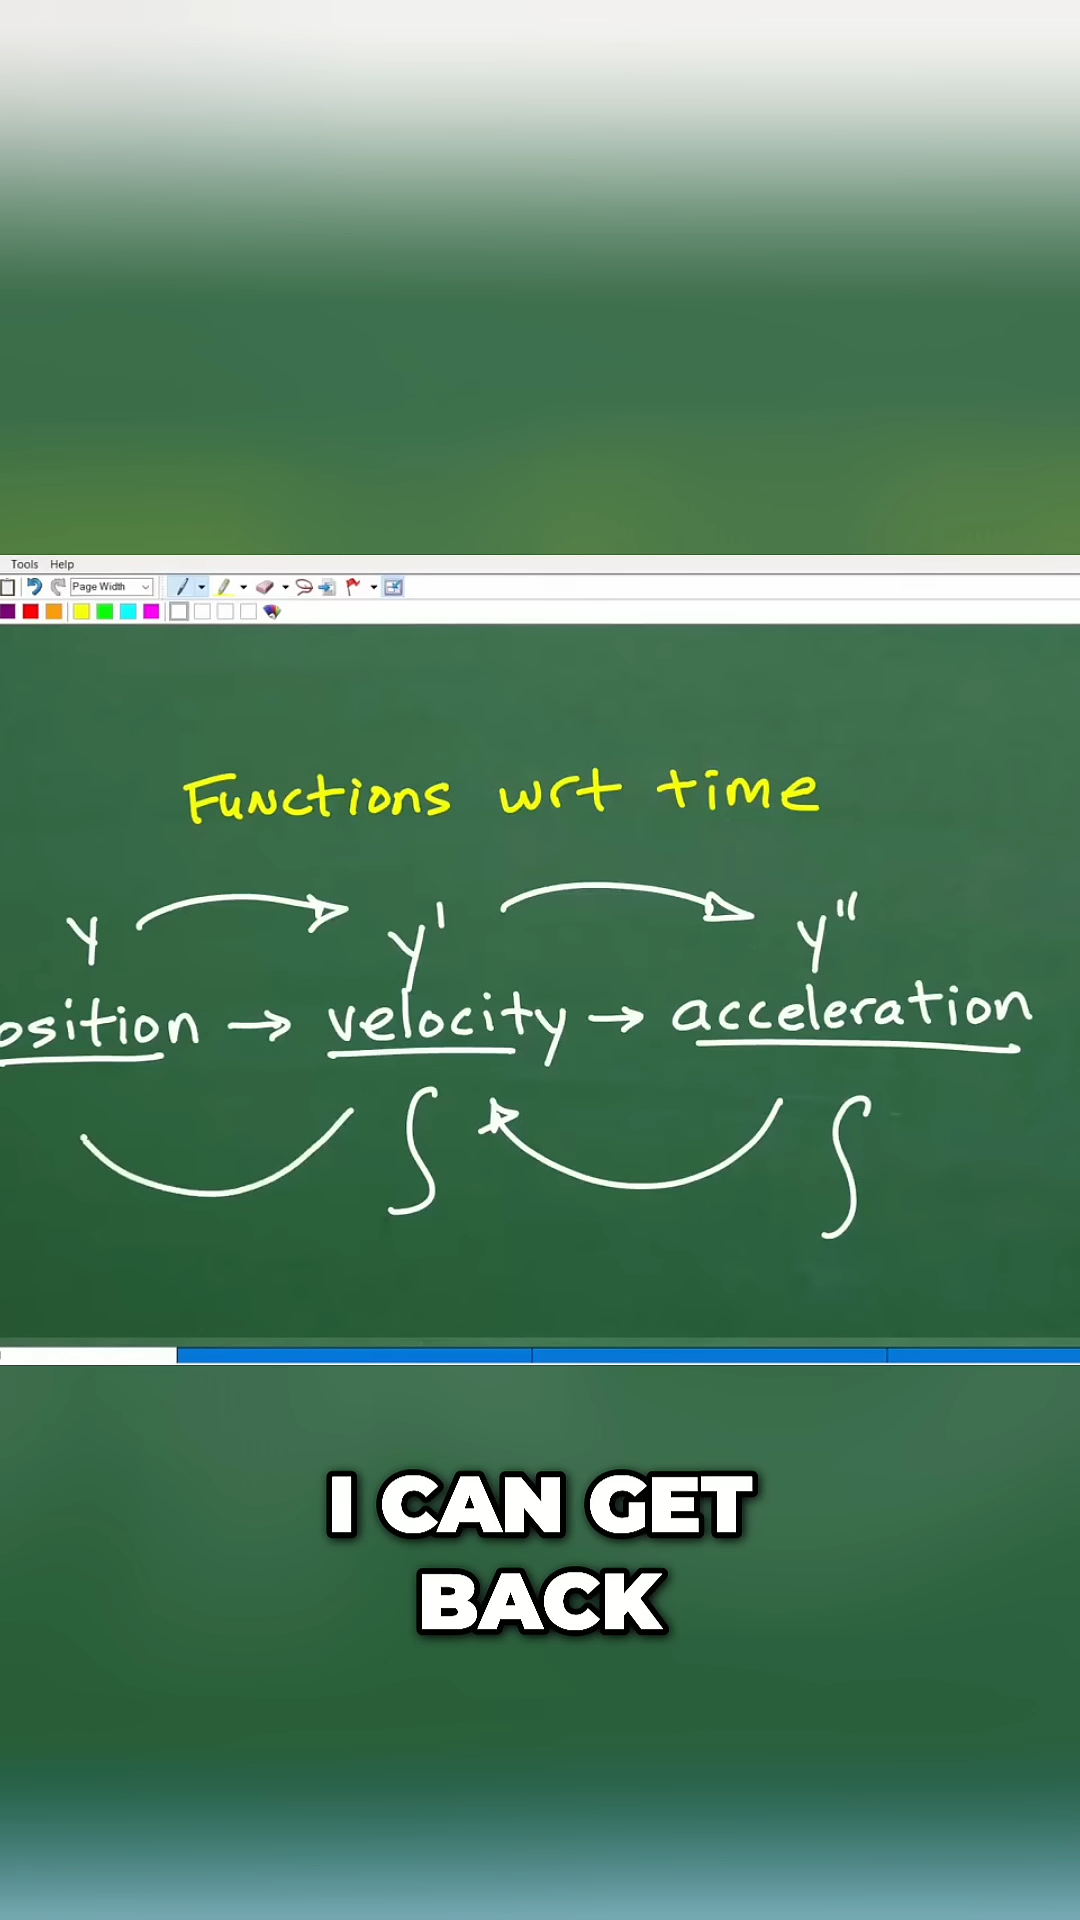 Tools Help
Page Width
Functions wrt time
y y' y"
osition → velocity → acceleration
∫ ∫
I CAN GET
BACK